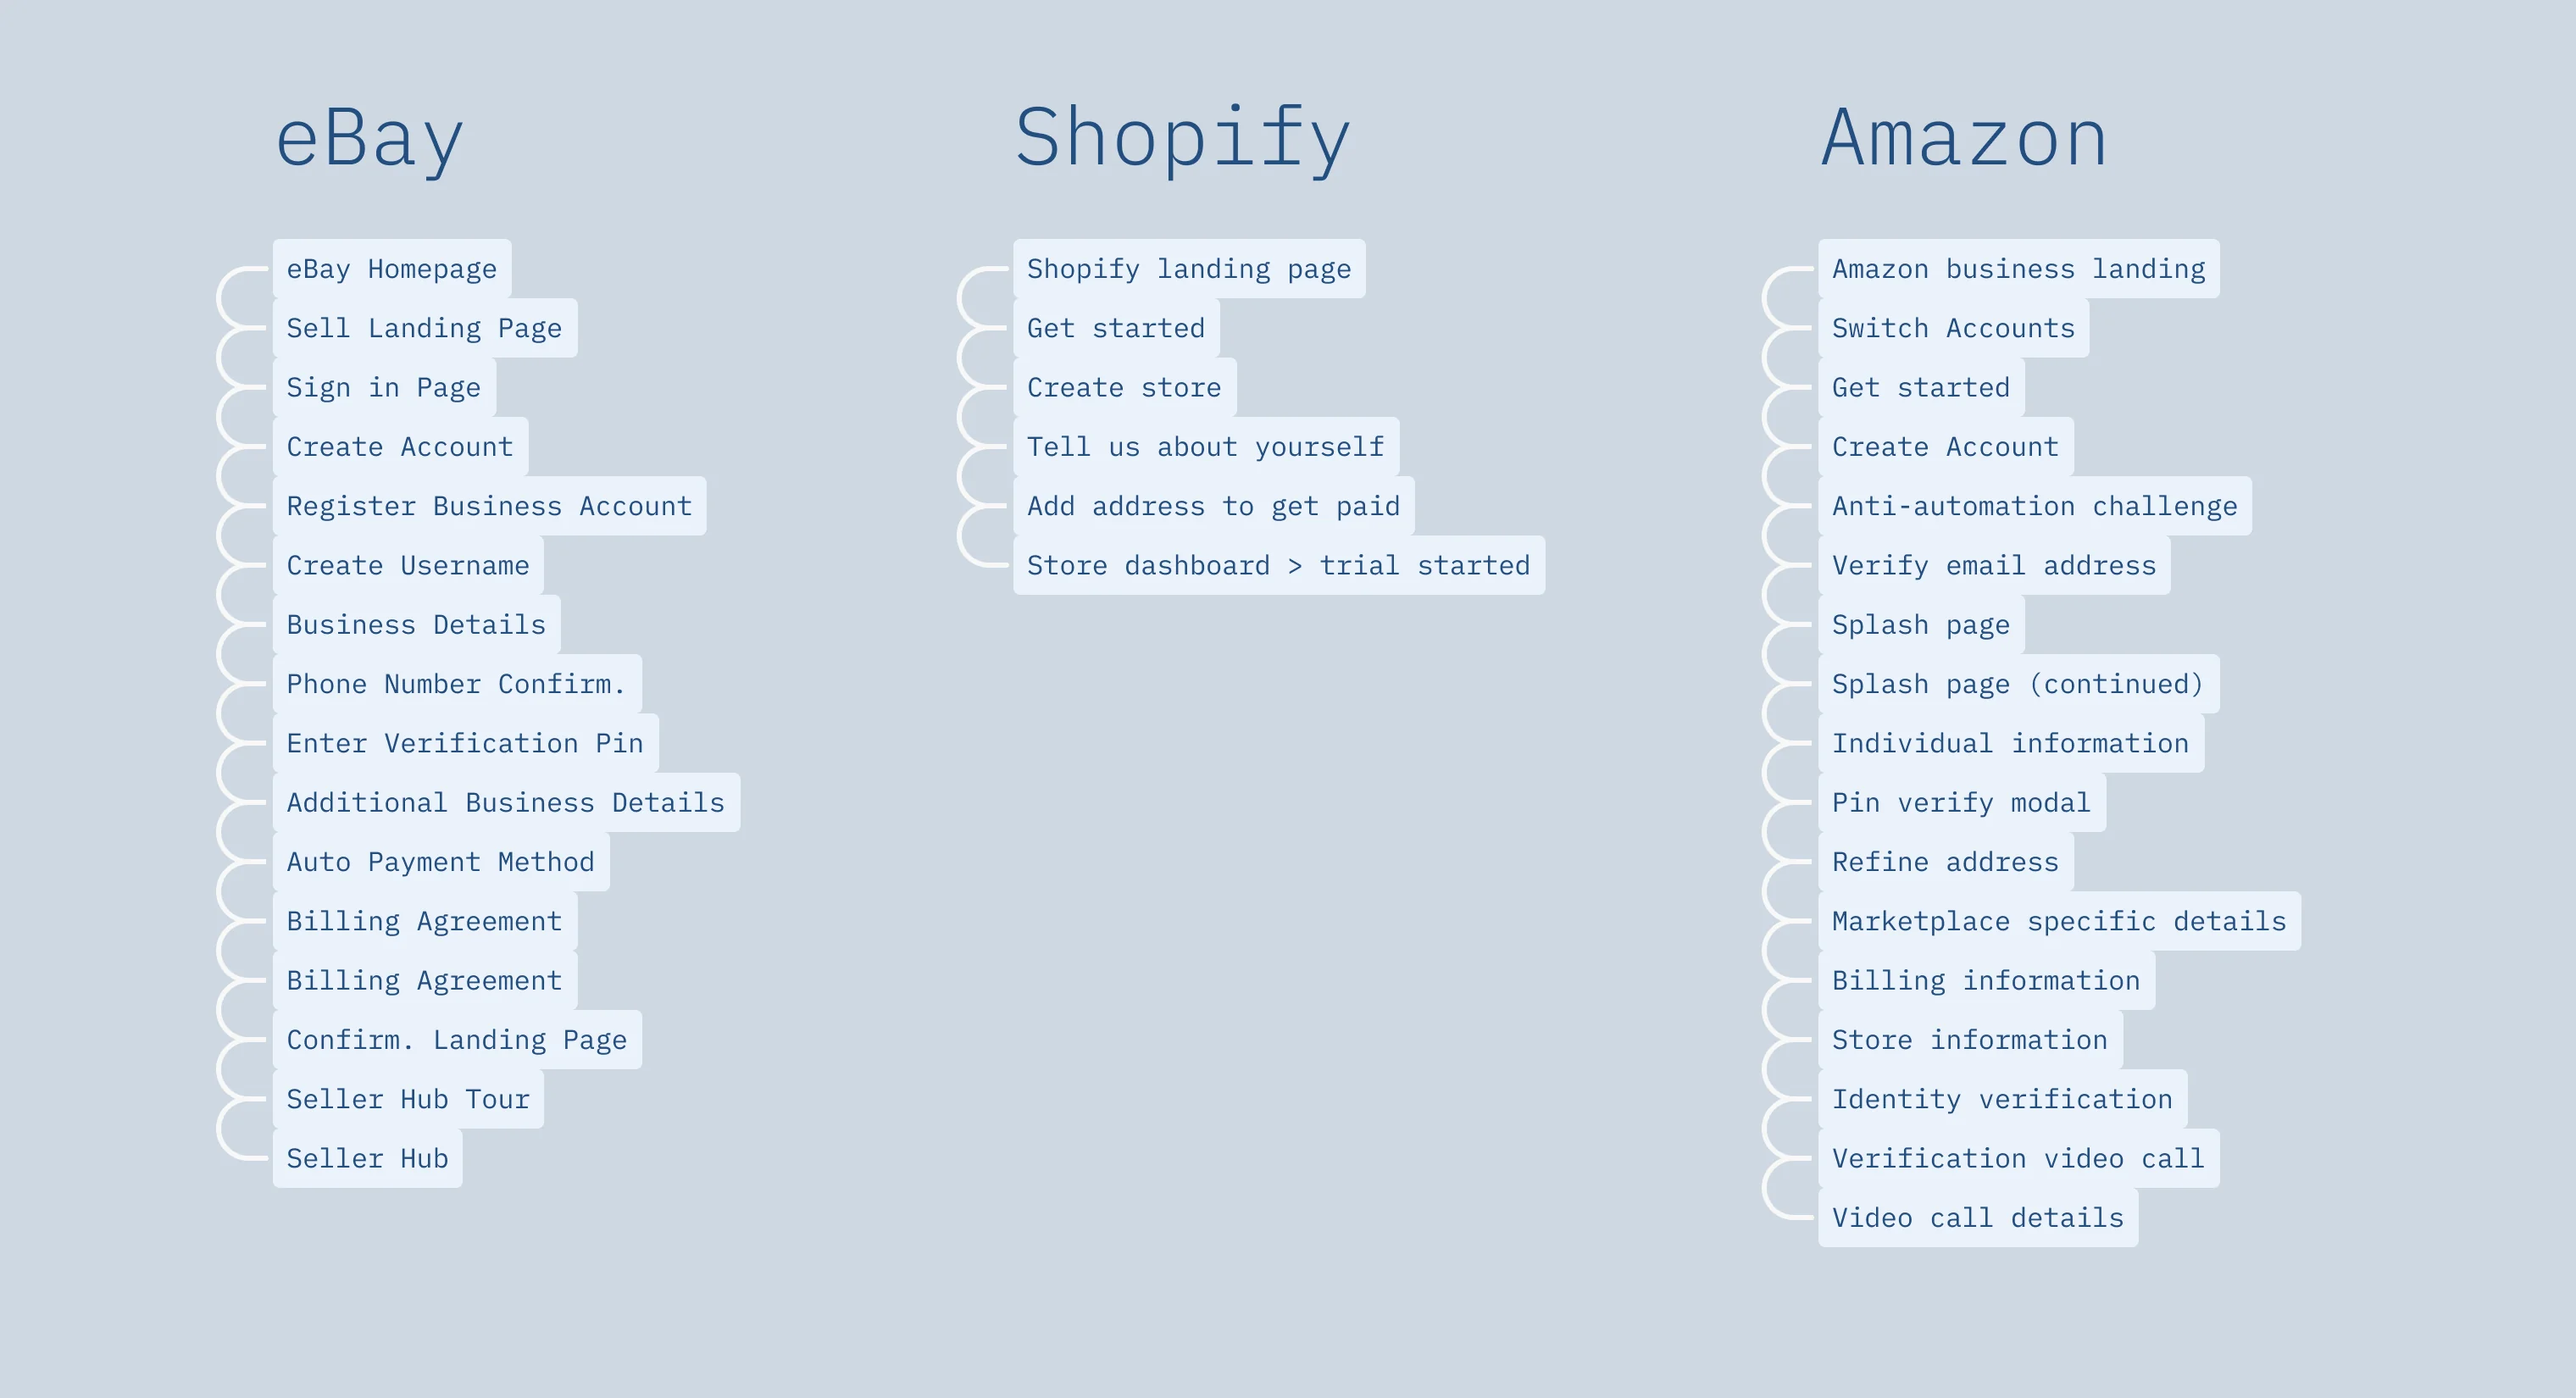 eBay
eBay Homepage
Sell Landing Page
Sign in Page
Create Account
Register Business Account
Create Username
Business Details
Phone Number Confirm.
Enter Verification Pin
Additional Business Details
Auto Payment Method
Billing Agreement
Billing Agreement
Confirm. Landing Page
Seller Hub Tour
Seller Hub
Shopify
Shopify landing page
Get started
Create store
Tell us about yourself
Add address to get paid
Store dashboard > trial started
Amazon
Amazon business landing
Switch Accounts
Get started
Create Account
Anti-automation challenge
Verify email address
Splash page
Splash page (continued)
Individual information
Pin verify modal
Refine address
Marketplace specific details
Billing information
Store information
Identity verification
Verification video call
Video call details